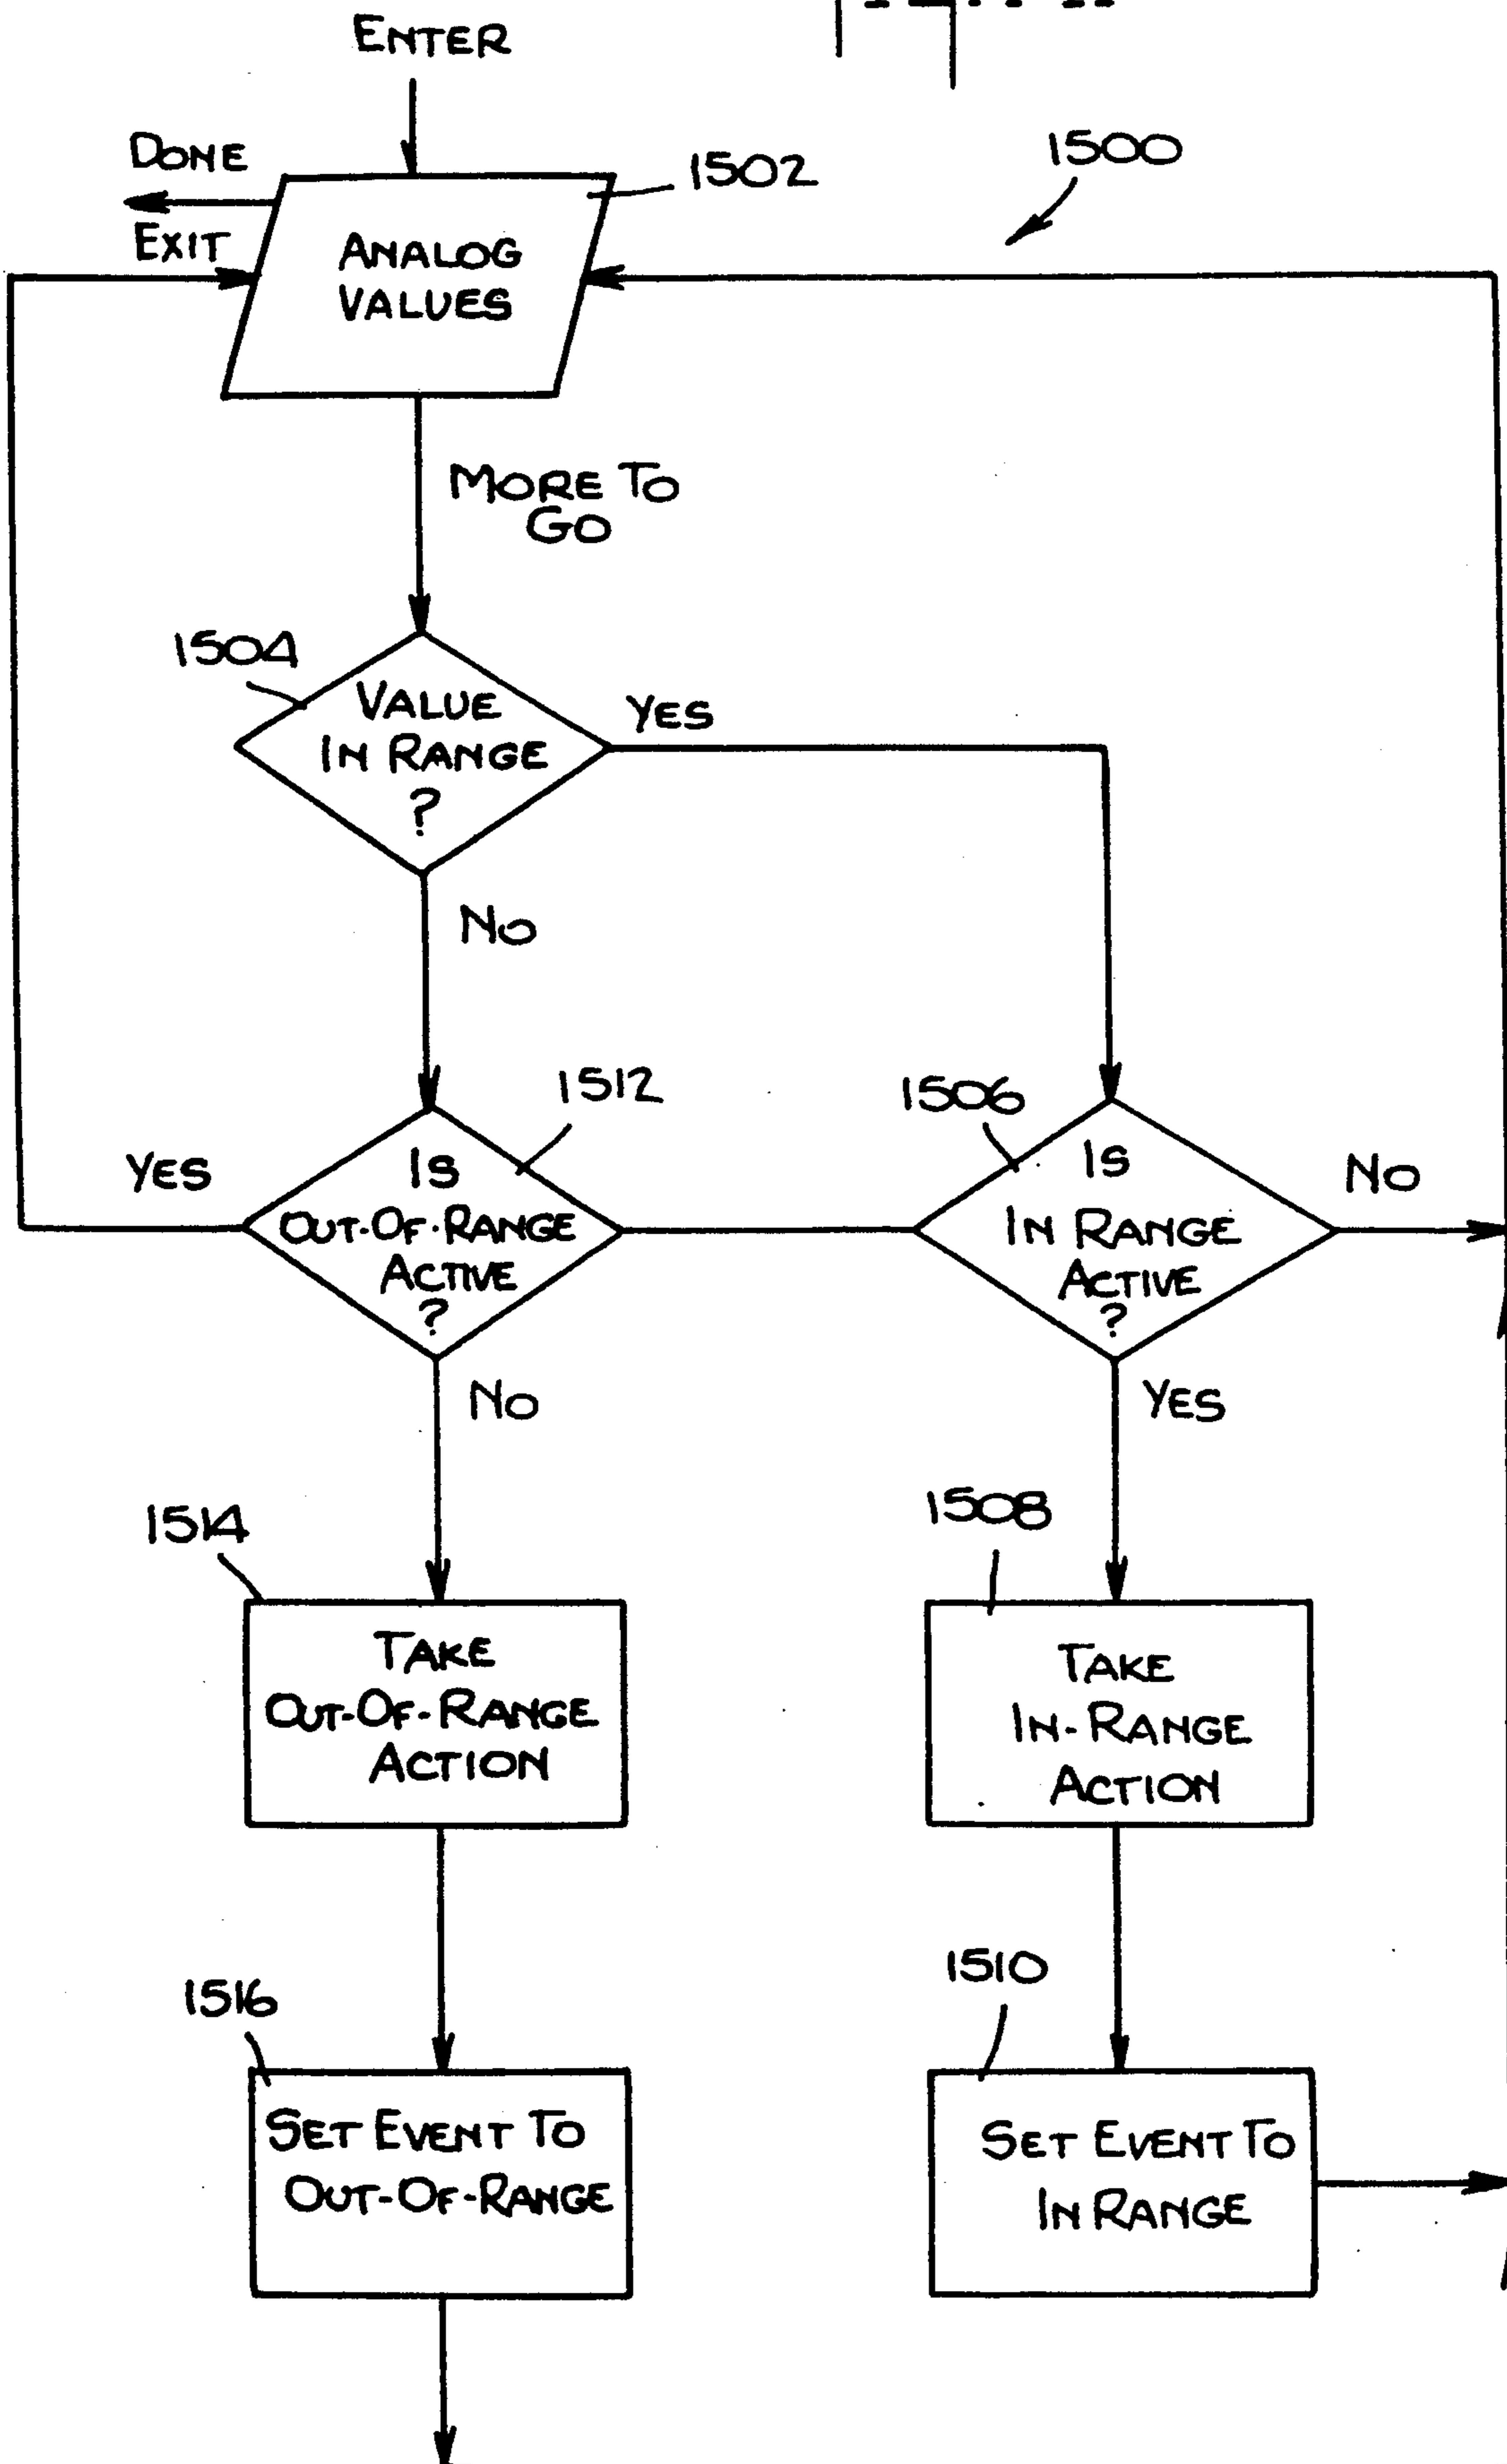 ENTER
DONE
EXIT
1502
1500
ANALOG
VALUES
MORE TO
GO
1504
VALUE
IN RANGE
?
YES
NO
1512
1506
YES
IS
OUT-OF-RANGE
ACTIVE
?
IS
IN RANGE
ACTIVE
?
NO
NO
YES
1514
1508
TAKE
OUT-OF-RANGE
ACTION
TAKE
IN-RANGE
ACTION
1516
1510
SET EVENT TO
OUT-OF-RANGE
SET EVENT TO
IN RANGE